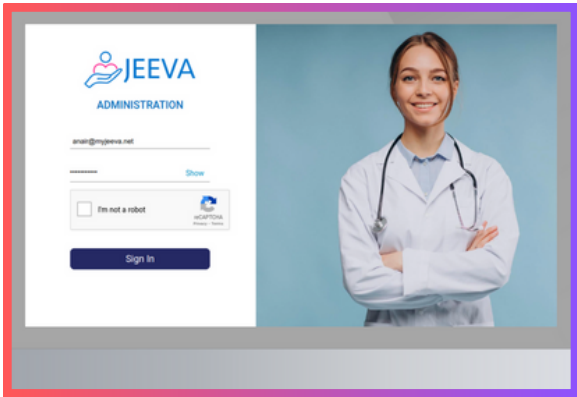 JEEVA
ADMINISTRATION
anair@myjeeva.net
Show
I'm not a robot
reCAPTCHA
Privacy - Terms
Sign In